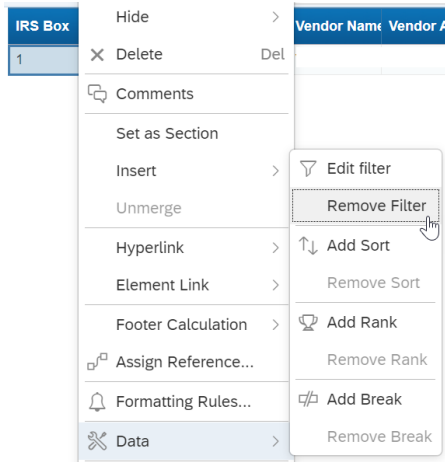 IRS Box
Vendor Name
Vendor A
1
Hide
Delete Del
Comments
Set as Section
Insert
Unmerge
Hyperlink
Element Link
Footer Calculation
Assign Reference...
Formatting Rules...
Data
Edit filter
Remove Filter
Add Sort
Remove Sort
Add Rank
Remove Rank
Add Break
Remove Break